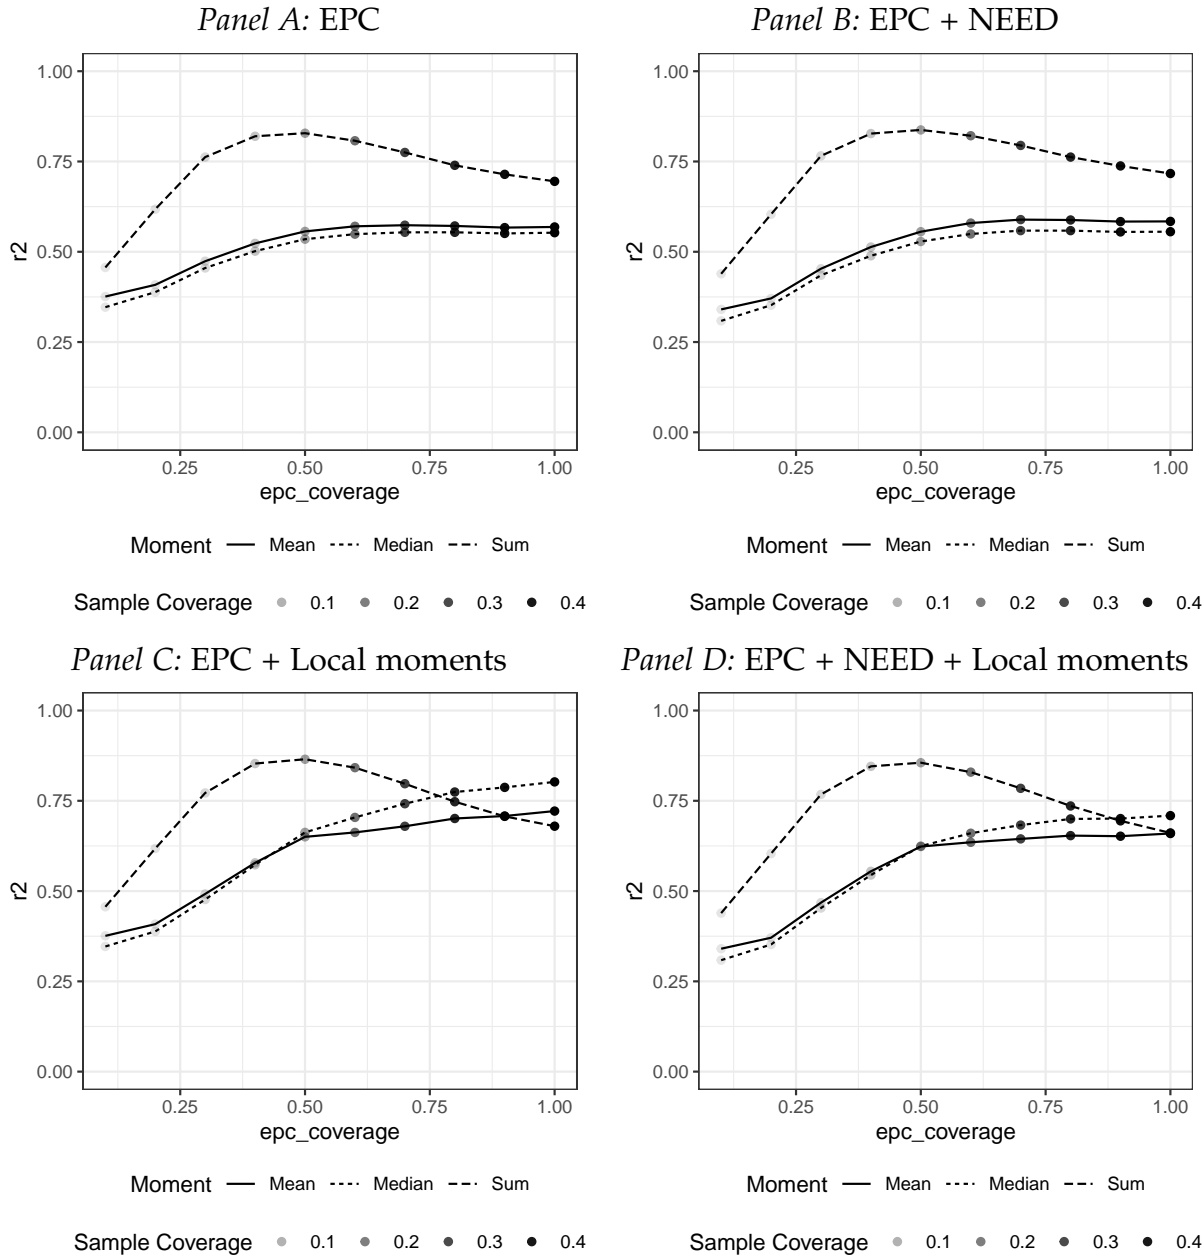 Panel A: EPC
1.00
0.75
0.50
0.25
0.00
r2
0.25 0.50 0.75 1.00
epc_coverage
Moment Mean Median Sum
Sample Coverage 0.1 0.2 0.3 0.4
Panel B: EPC + NEED
1.00
0.75
0.50
0.25
0.00
r2
0.25 0.50 0.75 1.00
epc_coverage
Moment Mean Median Sum
Sample Coverage 0.1 0.2 0.3 0.4
Panel C: EPC + Local moments
1.00
0.75
0.50
0.25
0.00
r2
0.25 0.50 0.75 1.00
epc_coverage
Moment Mean Median Sum
Sample Coverage 0.1 0.2 0.3 0.4
Panel D: EPC + NEED + Local moments
1.00
0.75
0.50
0.25
0.00
r2
0.25 0.50 0.75 1.00
epc_coverage
Moment Mean Median Sum
Sample Coverage 0.1 0.2 0.3 0.4